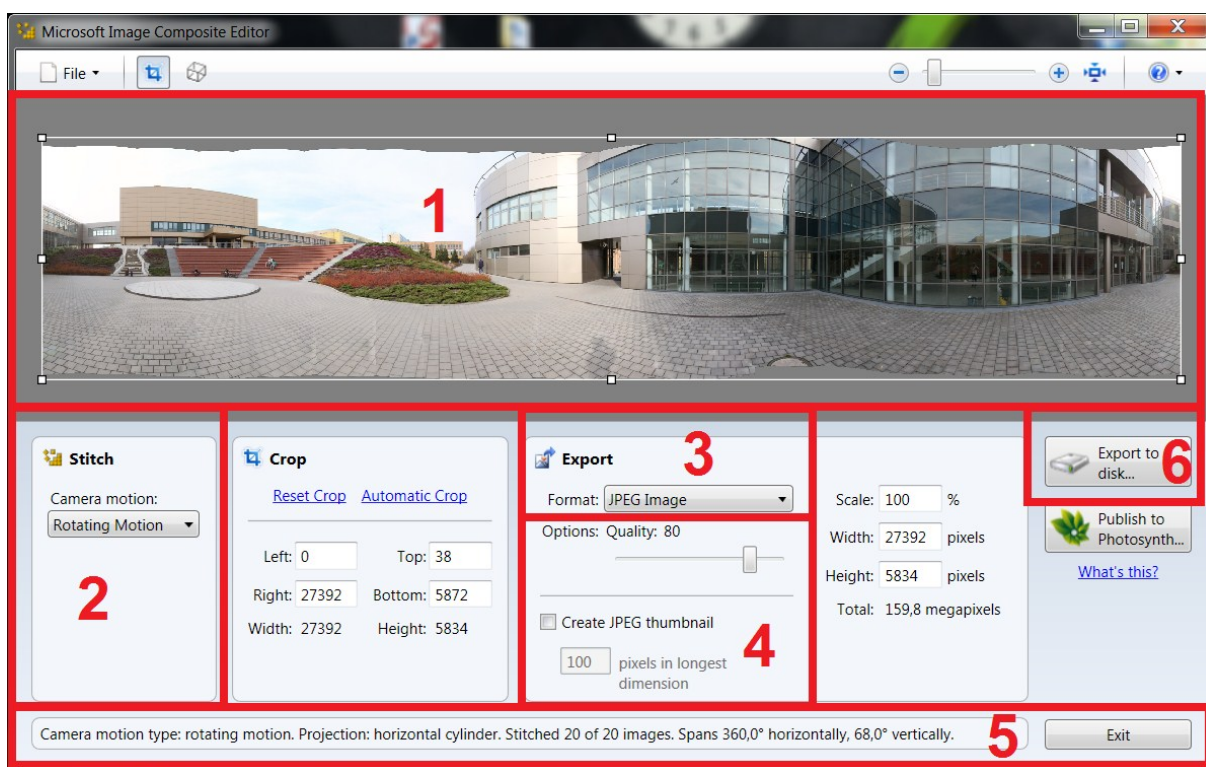 Microsoft Image Composite Editor
File
1
Stitch
Camera motion:
Rotating Motion
2
Crop
Reset Crop Automatic Crop
Left: 0 Top: 38
Right: 27392 Bottom: 5872
Width: 27392 Height: 5834
Export
3
Format: JPEG Image
Options: Quality: 80
Create JPEG thumbnail
100 pixels in longest
dimension
4
Scale: 100 %
Width: 27392 pixels
Height: 5834 pixels
Total: 159,8 megapixels
Export to
disk...
6
Publish to
Photosynth...
What's this?
Camera motion type: rotating motion. Projection: horizontal cylinder. Stitched 20 of 20 images. Spans 360,0° horizontally, 68,0° vertically.
5
Exit